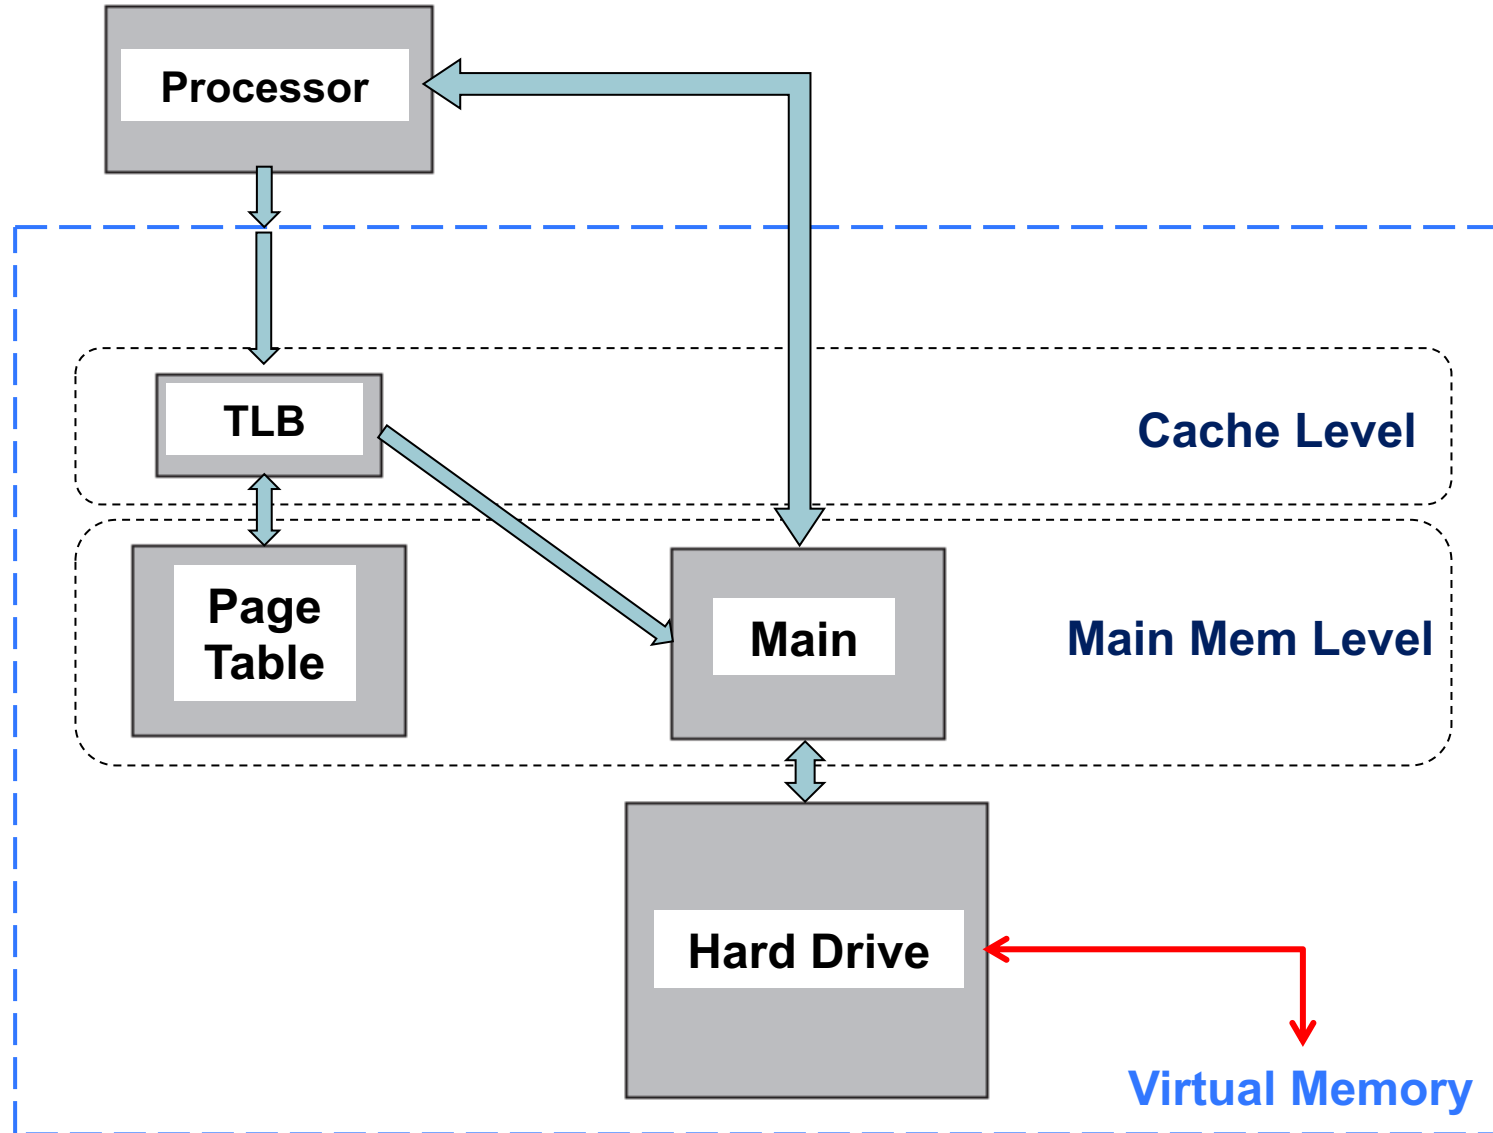 Processor
TLB
Cache Level
Page
Table
Main
Main Mem Level
Hard Drive
Virtual Memory